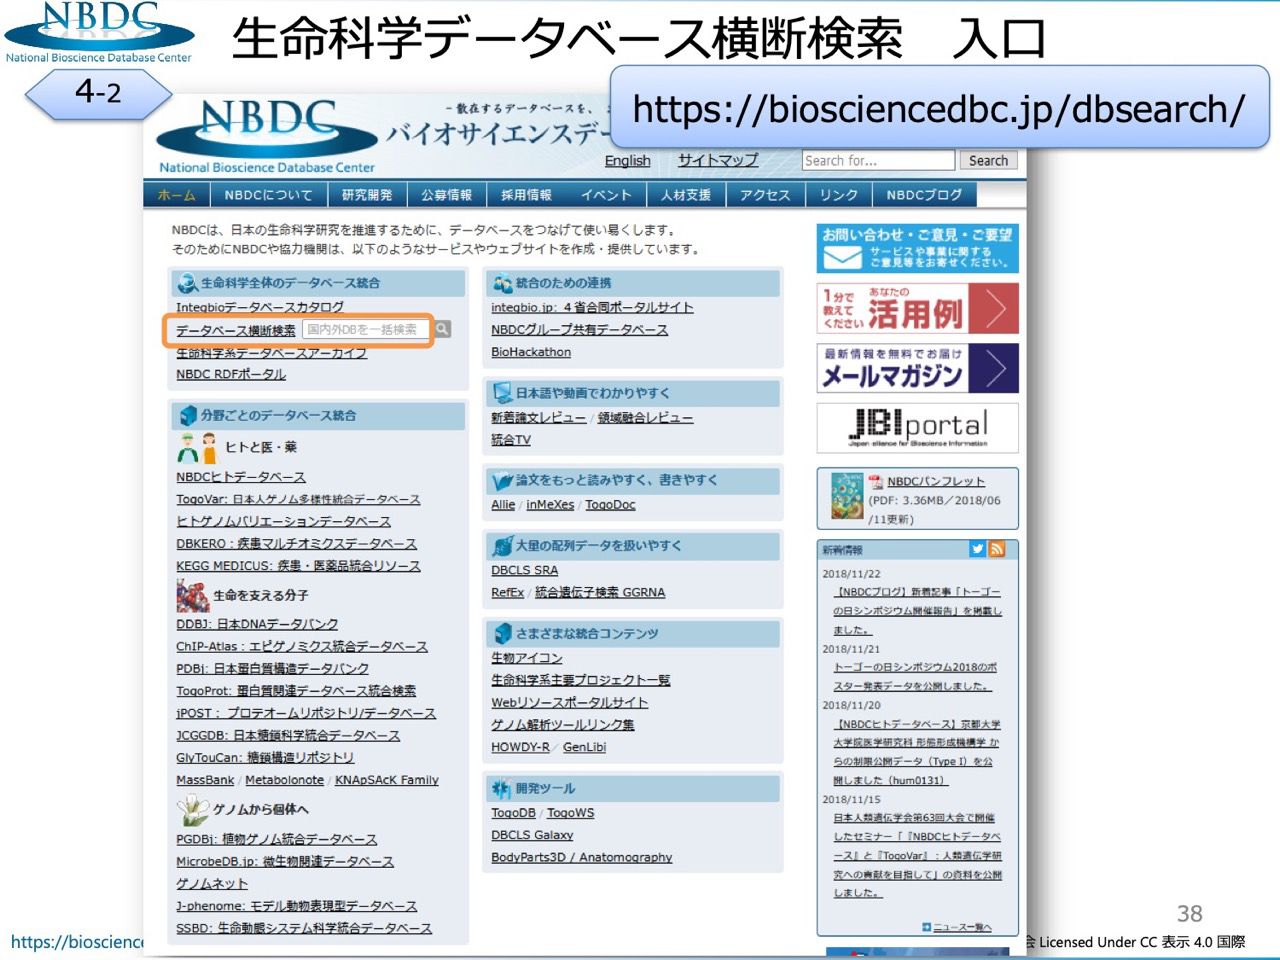 NBDC
National Bioscience Database Center
生命科学データベース横断検索　入口
4-2
https://biosciencedbc.jp/dbsearch/
NBDC
National Bioscience Database Center
- 散在するデータベースを、
バイオサイエンスデー
English サイトマップ Search for... Search
ホーム NBDCについて 研究開発 公募情報 採用情報 イベント 人材支援 アクセス リンク NBDCブログ
NBDCは、日本の生命科学研究を推進するために、データベースをつなげて使い易くします。
そのためにNBDCや協力機関は、以下のようなサービスやウェブサイトを作成・提供しています。
生命科学全体のデータベース統合
Integbioデータベースカタログ
データベース横断検索 国内外DBを一括検索
生命科学系データベースアーカイブ
NBDC RDFポータル
分野ごとのデータベース統合
ヒトと医・薬
NBDCヒトデータベース
TogoVar: 日本人ゲノム多様性統合データベース
ヒトゲノムバリエーションデータベース
DBKERO：疾患マルチオミクスデータベース
KEGG MEDICUS: 疾患・医薬品統合リソース
生命を支える分子
DDBJ: 日本DNAデータバンク
ChIP-Atlas：エピゲノミクス統合データベース
PDBj: 日本蛋白質構造データバンク
TogoProt: 蛋白質関連データベース統合検索
jPOST： プロテオームリポジトリ/データベース
JCGGDB: 日本糖鎖科学統合データベース
GlyTouCan: 糖鎖構造リポジトリ
MassBank / Metabolonote / KNApSAcK Family
ゲノムから個体へ
PGDBj: 植物ゲノム統合データベース
MicrobeDB.jp: 微生物関連データベース
ゲノムネット
J-phenome: モデル動物表現型データベース
SSBD: 生命動態システム科学統合データベース
統合のための連携
integbio.jp: ４省合同ポータルサイト
NBDCグループ共有データベース
BioHackathon
日本語や動画でわかりやすく
新着論文レビュー / 領域融合レビュー
統合TV
論文をもっと読みやすく、書きやすく
Allie / inMeXes / TogoDoc
大量の配列データを扱いやすく
DBCLS SRA
RefEx / 統合遺伝子検索 GGRNA
さまざまな統合コンテンツ
生物アイコン
生命科学系主要プロジェクト一覧
Webリソースポータルサイト
ゲノム解析ツールリンク集
HOWDY-R / GenLibi
開発ツール
TogoDB / TogoWS
DBCLS Galaxy
BodyParts3D / Anatomography
お問い合わせ・ご意見・ご要望
サービスや事業に関する
ご意見等をお寄せください。
1分で
教えて
ください
あなたの
活用例
最新情報を無料でお届け
メールマガジン
JBIportal
Japan alliance for Bioscience Information
NBDCパンフレット
(PDF: 3.36MB／2018/06
/11更新)
新着情報
2018/11/22
【NBDCブログ】新着記事「トーゴー
の日シンポジウム開催報告」を掲載し
ました。
2018/11/21
トーゴーの日シンポジウム2018のポ
スター発表データを公開しました。
2018/11/20
【NBDCヒトデータベース】京都大学
大学院医学研究科 形態形成機構学 か
らの制限公開データ（Type I）を公
開しました（hum0131）
2018/11/15
日本人類遺伝学会第63回大会で開催
したセミナー「『NBDCヒトデータベ
ース』と『TogoVar』：人類遺伝学研
究への貢献を目指して」の資料を公開
しました。
ニュース一覧へ
38
https://bioscience
会 Licensed Under CC 表示 4.0 国際